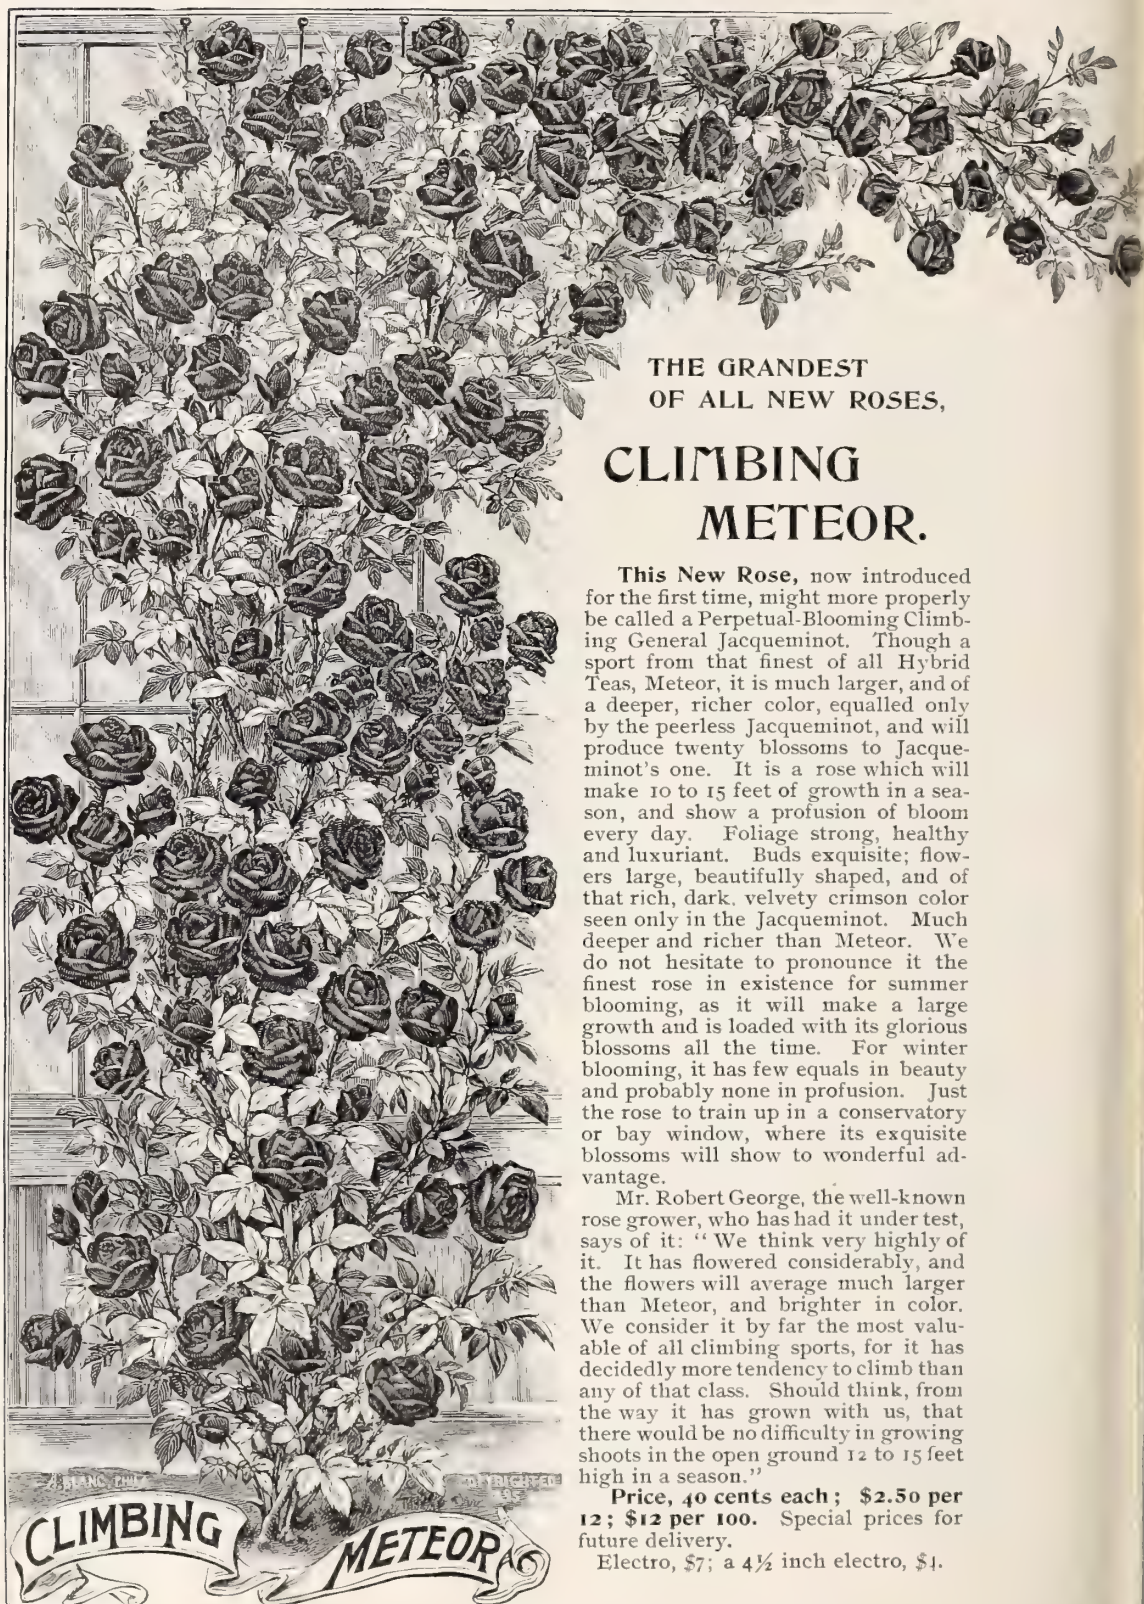 THE GRANDEST
OF ALL NEW ROSES,
CLIMBING
METEOR.
This New Rose, now introduced
for the first time, might more properly
be called a Perpetual-Blooming Climb-
ing General Jacqueminot. Though a
sport from that finest of all Hybrid
Teas, Meteor, it is much larger, and of
a deeper, richer color, equalled only
by the peerless Jacqueminot, and will
produce twenty blossoms to Jacque-
minot's one. It is a rose which will
make 10 to 15 feet of growth in a sea-
son, and show a profusion of bloom
every day. Foliage strong, healthy
and luxuriant. Buds exquisite; flow-
ers large, beautifully shaped, and of
that rich, dark, velvety crimson color
seen only in the Jacqueminot. Much
deeper and richer than Meteor. We
do not hesitate to pronounce it the
finest rose in existence for summer
blooming, as it will make a large
growth and is loaded with its glorious
blossoms all the time. For winter
blooming, it has few equals in beauty
and probably none in profusion. Just
the rose to train up in a conservatory
or bay window, where its exquisite
blossoms will show to wonderful ad-
vantage.
Mr. Robert George, the well-known
rose grower, who has had it under test,
says of it: "We think very highly of
it. It has flowered considerably, and
the flowers will average much larger
than Meteor, and brighter in color.
We consider it by far the most valu-
able of all climbing sports, for it has
decidedly more tendency to climb than
any of that class. Should think, from
the way it has grown with us, that
there would be no difficulty in growing
shoots in the open ground 12 to 15 feet
high in a season."
Price, 40 cents each; $2.50 per
12; $12 per 100. Special prices for
future delivery.
Electro, $7; a 4½ inch electro, $4.
A. BLANC, PHIL
COPYRIGHTED
CLIMBING
METEOR